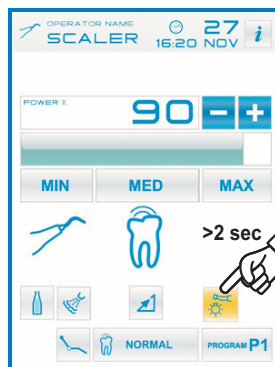 OPERATOR NAME
SCALER
16:20
27
NOV
i
POWER %
90
- +
MIN MED MAX
>2 sec
NORMAL
PROGRAM P1